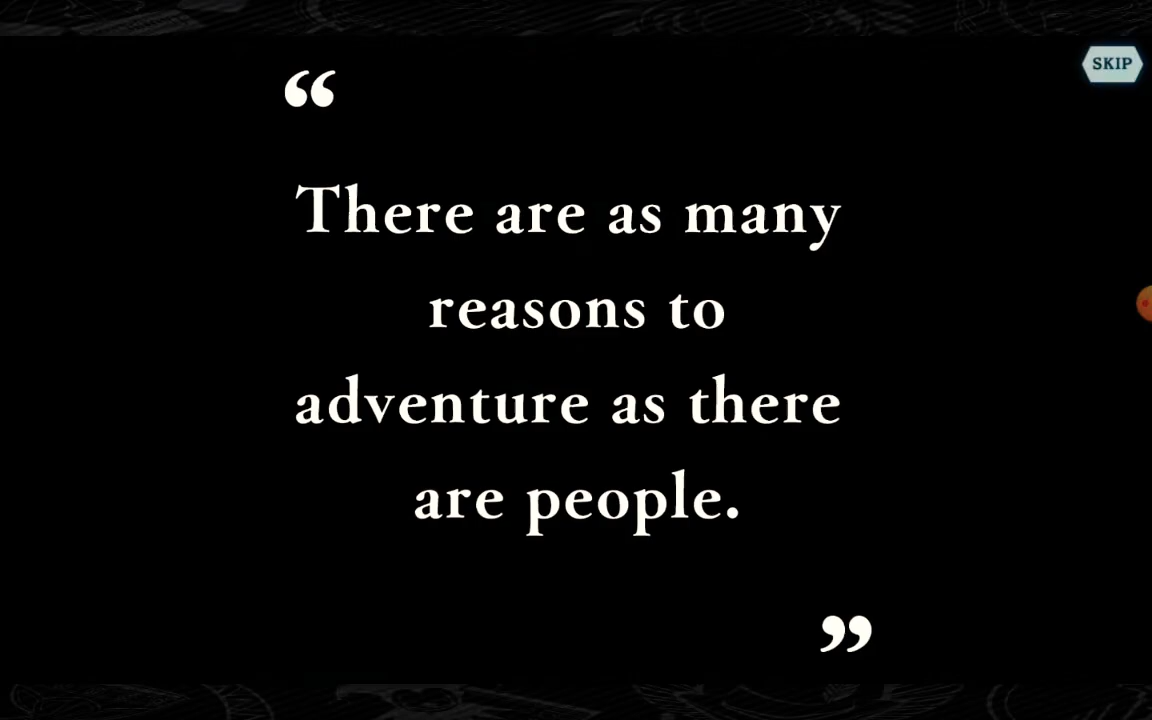 SKIP
“
There are as many
reasons to
adventure as there
are people.
”